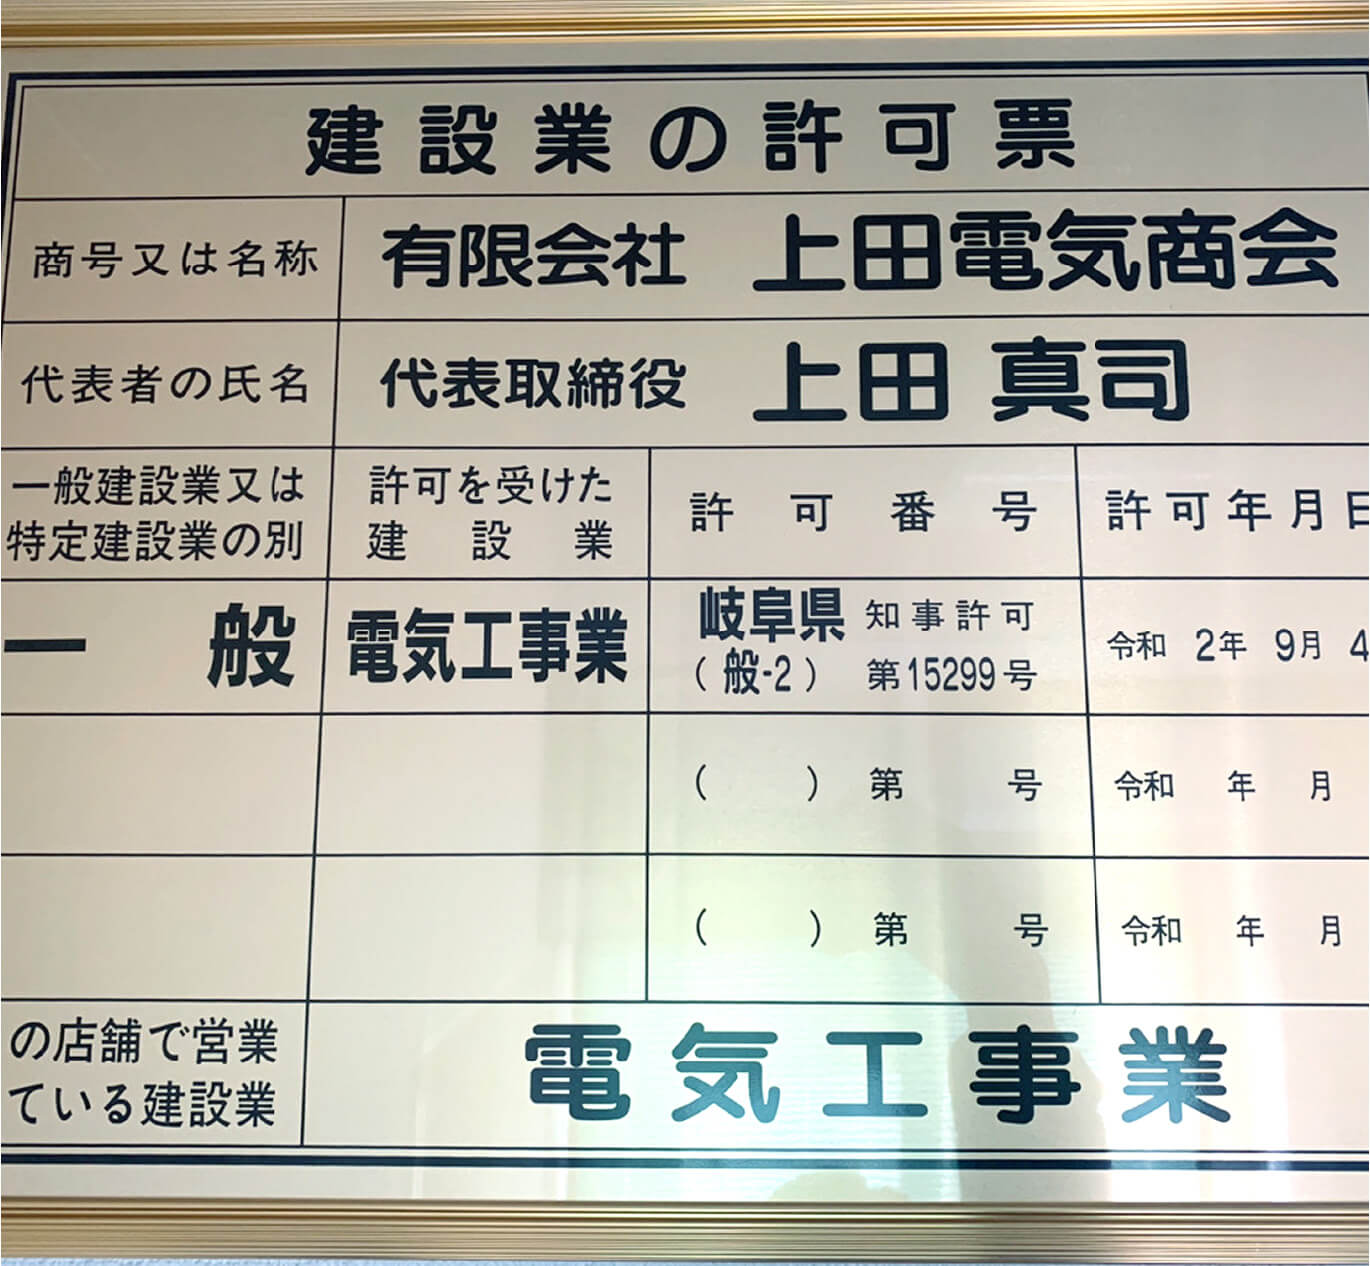 建設業の許可票
商号又は名称 有限会社 上田電気商会
代表者の氏名 代表取締役 上田 真司
一般建設業又は
特定建設業の別
許可を受けた
建設業
許可番号
許可年月日
一般 電気工事業
岐阜県 知事許可
(般-2) 第15299号
令和 2年 9月 4
( ) 第 号 令和 年 月
( ) 第 号 令和 年 月
の店舗で営業
ている建設業
電気工事業